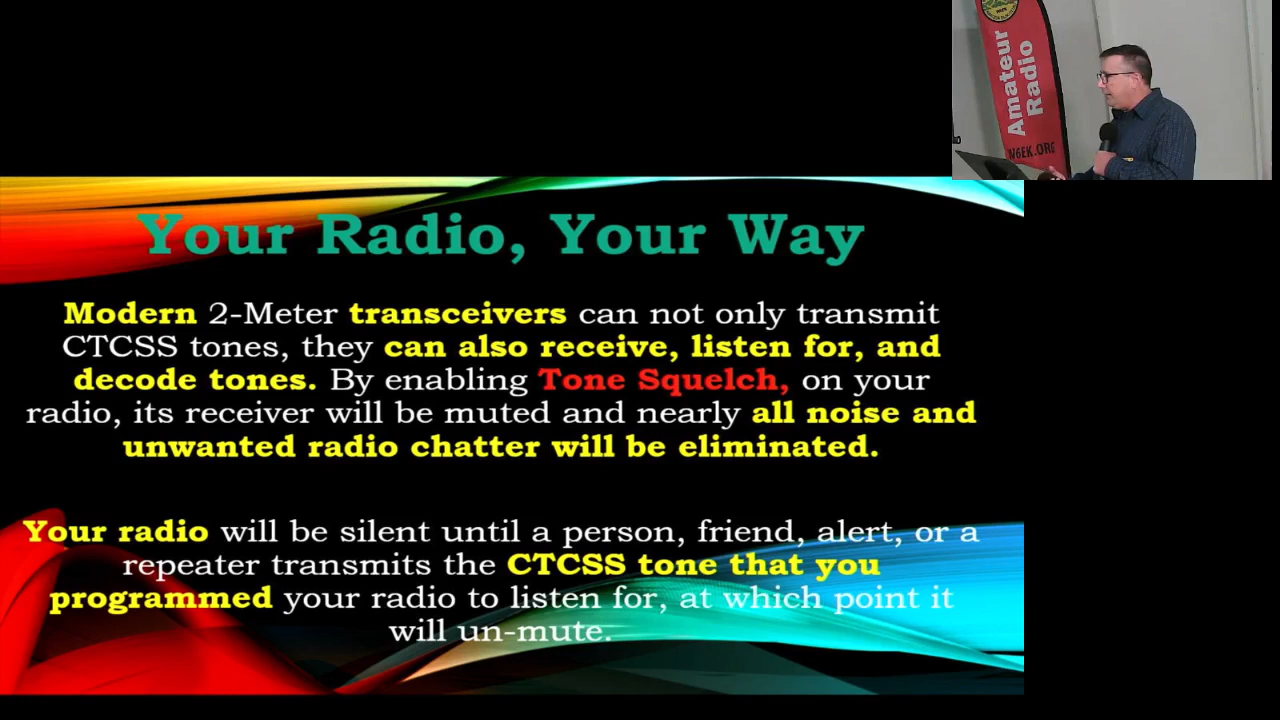 Amateur
Radio
W6EK.ORG
Your Radio, Your Way
Modern 2-Meter transceivers can not only transmit
CTCSS tones, they can also receive, listen for, and
decode tones. By enabling Tone Squelch, on your
radio, its receiver will be muted and nearly all noise and
unwanted radio chatter will be eliminated.
Your radio will be silent until a person, friend, alert, or a
repeater transmits the CTCSS tone that you
programmed your radio to listen for, at which point it
will un-mute.